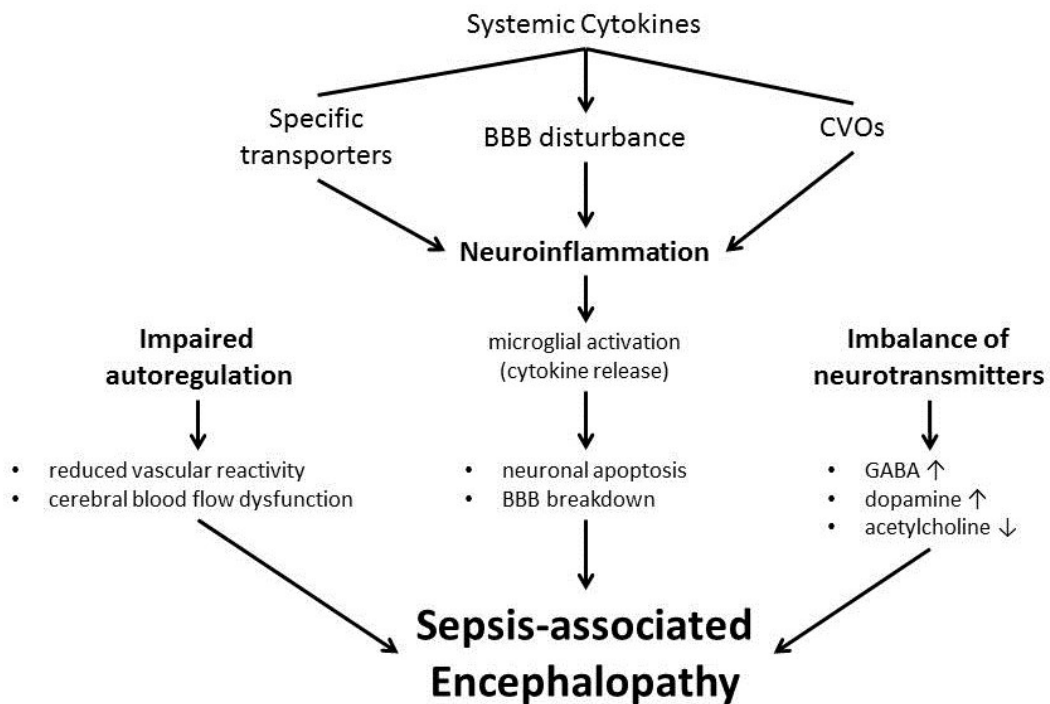 Systemic Cytokines
Specific
transporters
BBB disturbance
CVOs
Neuroinflammation
Impaired
autoregulation
microglial activation
(cytokine release)
Imbalance of
neurotransmitters
• reduced vascular reactivity
• cerebral blood flow dysfunction
• neuronal apoptosis
• BBB breakdown
• GABA ↑
• dopamine ↑
• acetylcholine ↓
Sepsis-associated
Encephalopathy